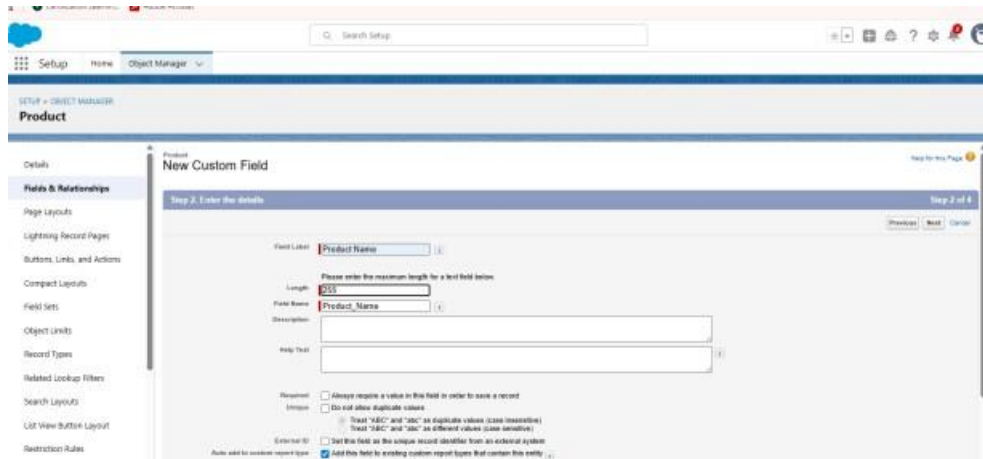 Search Setup
Setup Home Object Manager
SETUP > OBJECT MANAGER
Product
Details
Fields & Relationships
Page Layouts
Lightning Record Pages
Buttons, Links, and Actions
Compact Layouts
Field Sets
Object Limits
Record Types
Related Lookup Filters
Search Layouts
List View Button Layout
Restriction Rules
Product
New Custom Field
Help for this Page
Step 2. Enter the details
Step 2 of 4
Previous Next Cancel
Field Label Product Name
Please enter the maximum length for a text field below.
Length 255
Field Name Product_Name
Description
Help Text
Required Always require a value in this field in order to save a record
Unique Do not allow duplicate values
Treat "ABC" and "abc" as duplicate values (case insensitive)
Treat "ABC" and "abc" as different values (case sensitive)
External ID Set this field as the unique record identifier from an external system
Auto add to custom report type Add this field to existing custom report types that contain this entity